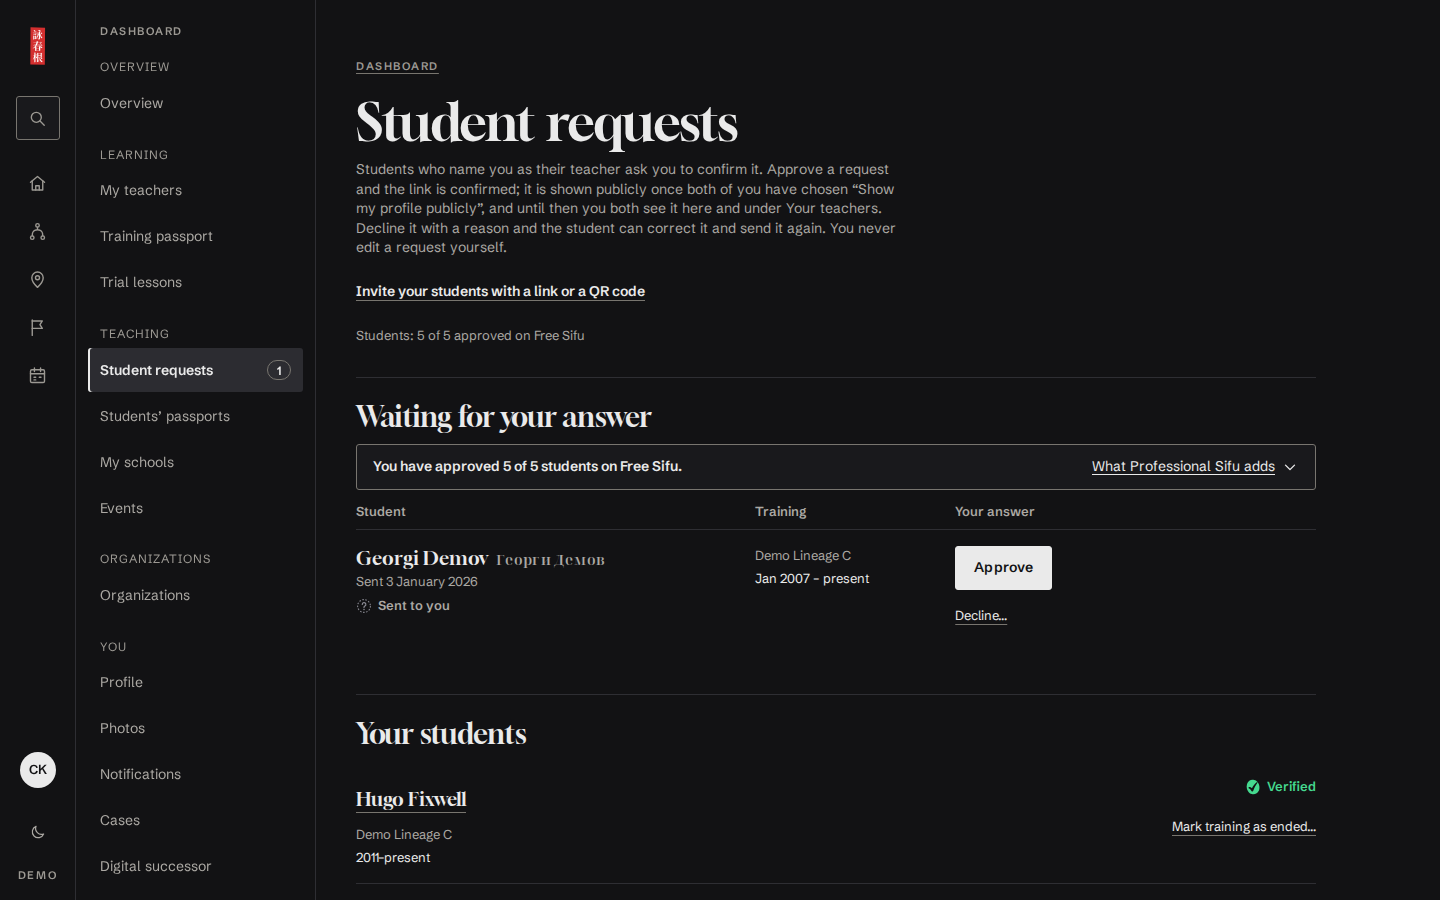 詠春根
DASHBOARD
OVERVIEW
Overview
LEARNING
My teachers
Training passport
Trial lessons
TEACHING
Student requests 1
Students’ passports
My schools
Events
ORGANIZATIONS
Organizations
YOU
Profile
Photos
Notifications
Cases
Digital successor
CK
DEMO
DASHBOARD
Student requests
Students who name you as their teacher ask you to confirm it. Approve a request
and the link is confirmed; it is shown publicly once both of you have chosen “Show
my profile publicly”, and until then you both see it here and under Your teachers.
Decline it with a reason and the student can correct it and send it again. You never
edit a request yourself.
Invite your students with a link or a QR code
Students: 5 of 5 approved on Free Sifu
Waiting for your answer
You have approved 5 of 5 students on Free Sifu. What Professional Sifu adds
Student Training Your answer
Georgi Demov Георги Демов Demo Lineage C Approve
Sent 3 January 2026 Jan 2007 – present
Sent to you Decline…
Your students
Hugo Fixwell Verified
Demo Lineage C Mark training as ended…
2011–present